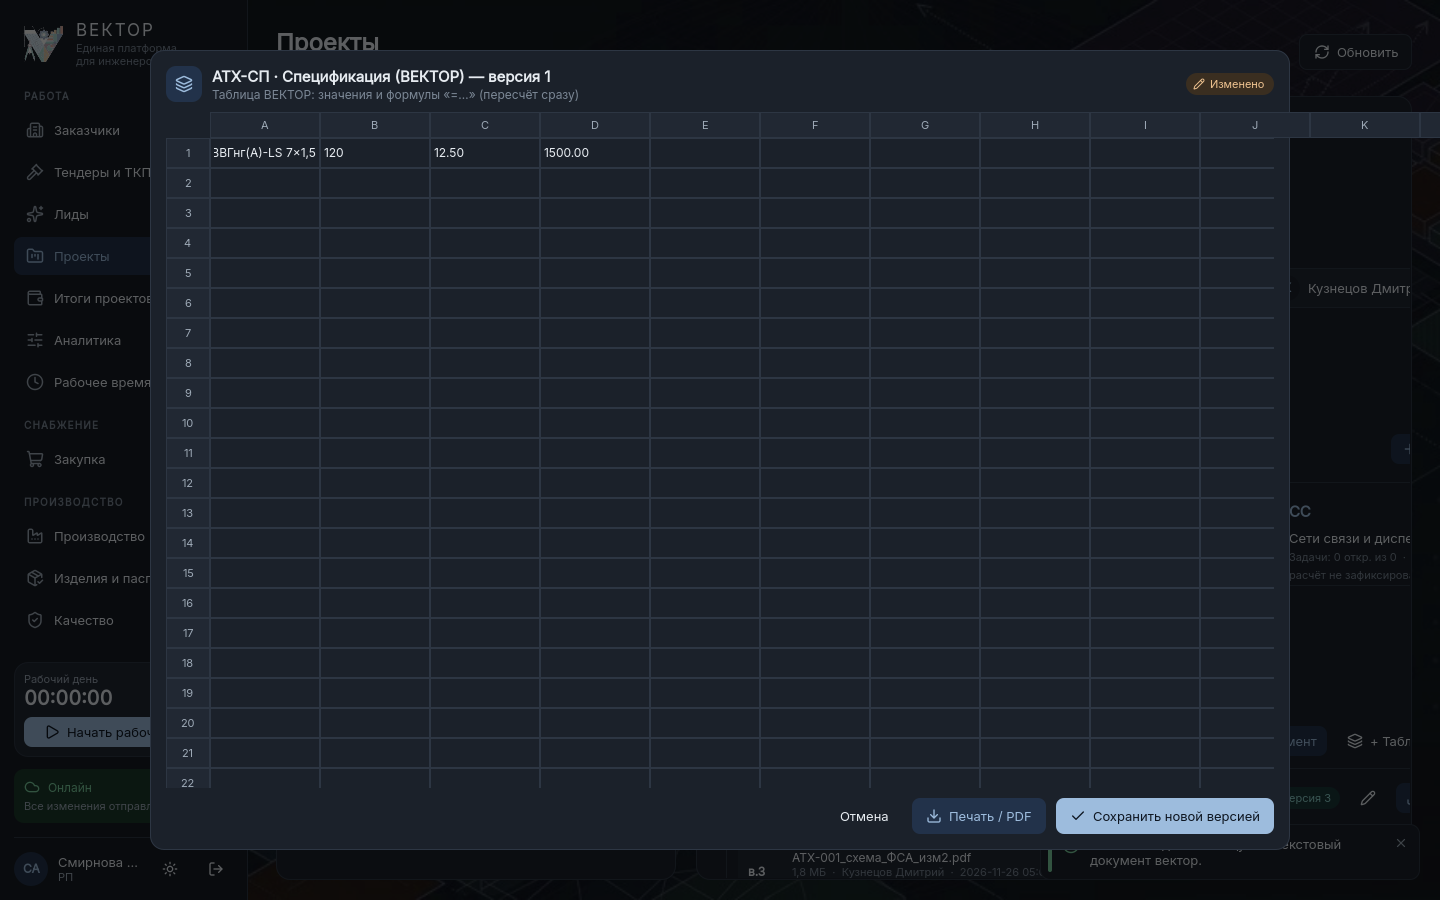 ВЕКТОР
Единая платформа
для инженерс
РАБОТА
Заказчики
Тендеры и ТКП
Лиды
Проекты
Итоги проектов
Аналитика
Рабочее время
СНАБЖЕНИЕ
Закупка
ПРОИЗВОДСТВО
Производство
Изделия и пасп
Качество
Рабочий день
00:00:00
Начать рабоч
Онлайн
Все изменения отправл
СА
Смирнова ...
РП
Проекты
Обновить
АТХ-СП · Спецификация (ВЕКТОР) — версия 1
Таблица ВЕКТОР: значения и формулы «=...» (пересчёт сразу)
Изменено
A B C D E F G H I J K
1 ВВГнг(А)-LS 7×1,5 120 12.50 1500.00
2
3
4
5
6
7
8
9
10
11
12
13
14
15
16
17
18
19
20
21
22
Отмена
Печать / PDF
Сохранить новой версией
Кузнецов Дмитр
СС
Сети связи и диспе
Задачи: 0 откр. из 0 ·
расчёт не зафиксирова
мент
+ Табл
ерсия 3
в.3
АТХ-001_схема_ФСА_изм2.pdf
1,8 МБ · Кузнецов Дмитрий · 2026-11-26 05:
екстовый
документ вектор.